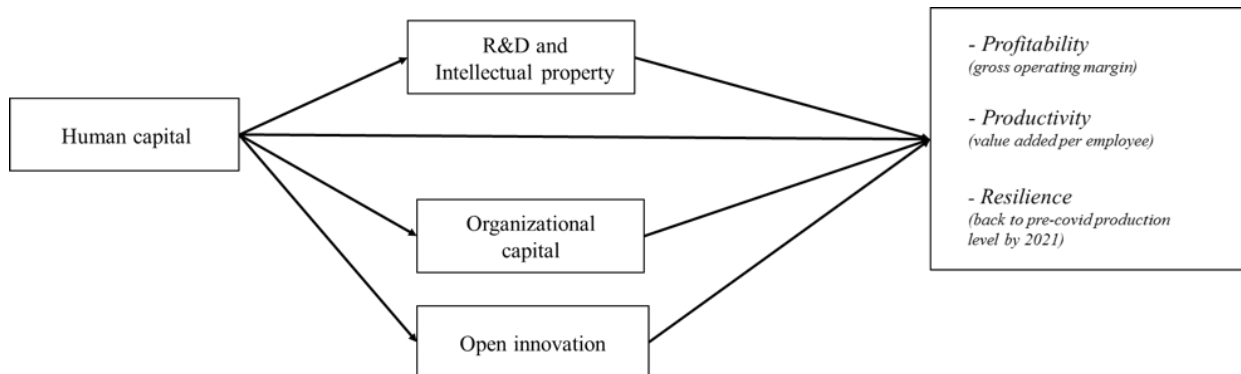 Human capital
R&D and
Intellectual property
Organizational
capital
Open innovation
- Profitability
(gross operating margin)
- Productivity
(value added per employee)
- Resilience
(back to pre-covid production
level by 2021)